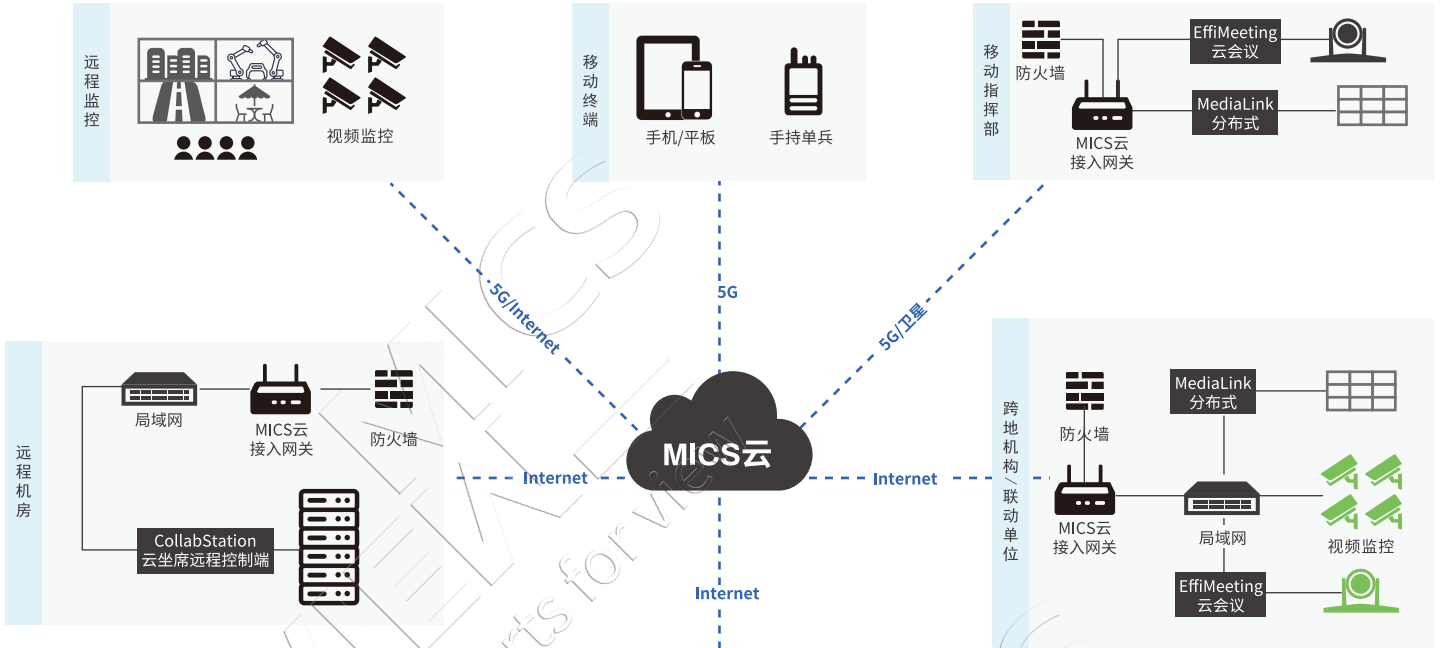 远程监控
视频监控
移动终端
手机/平板
手持单兵
移动指挥部
防火墙
MICS云
接入网关
EffiMeeting
云会议
MediaLink
分布式
5G/Internet
5G
5G/卫星
远程机房
局域网
MICS云
接入网关
防火墙
CollabStation
云坐席远程控制端
MICS云
Internet
Internet
Internet
跨地机构/联动单位
防火墙
MICS云
接入网关
MediaLink
分布式
局域网
视频监控
EffiMeeting
云会议